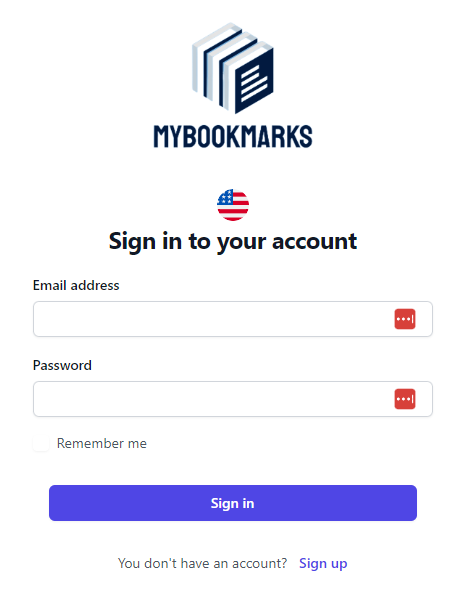 MYBOOKMARKS
Sign in to your account
Email address
Password
Remember me
Sign in
You don't have an account? Sign up